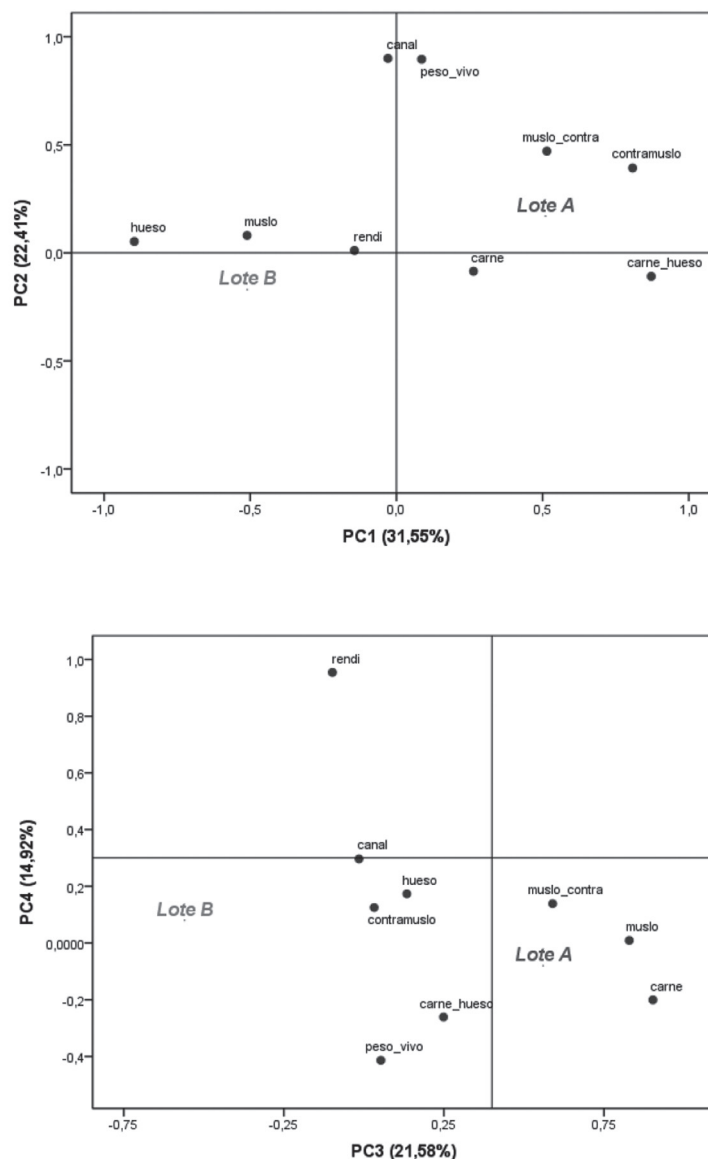 1,0
canal
peso_vivo
0,5
muslo_contra
contramuslo
Lote A
PC2 (22,41%)
hueso
muslo
rendi
0,0
carne
carne_hueso
Lote B
-0,5
-1,0
-1,0
-0,5
0,0
0,5
1,0
PC1 (31,55%)
1,0
rendi
0,8
0,6
0,4
canal
PC4 (14,92%)
hueso
0,2
muslo_contra
Lote B
contramuslo
muslo
0,0000
Lote A
carne
-0,2
carne_hueso
peso_vivo
-0,4
-0,75
-0,25
0,25
0,75
PC3 (21,58%)